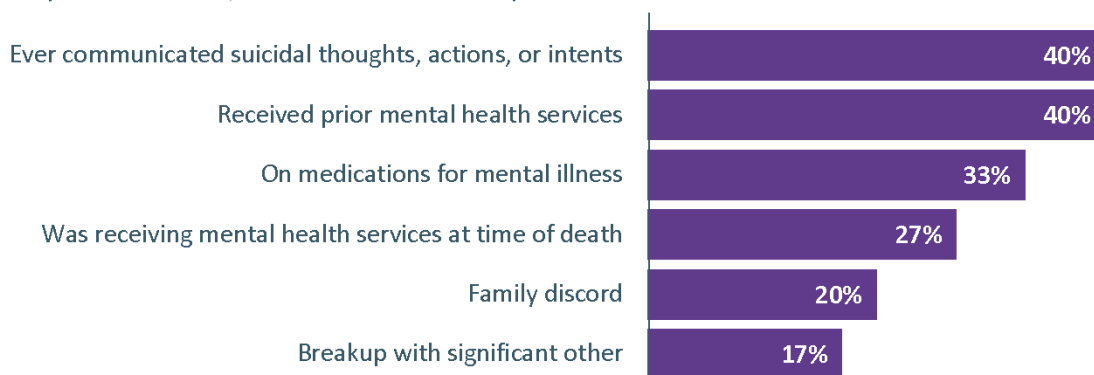 Ever communicated suicidal thoughts, actions, or intents 40%
Received prior mental health services 40%
On medications for mental illness 33%
Was receiving mental health services at time of death 27%
Family discord 20%
Breakup with significant other 17%